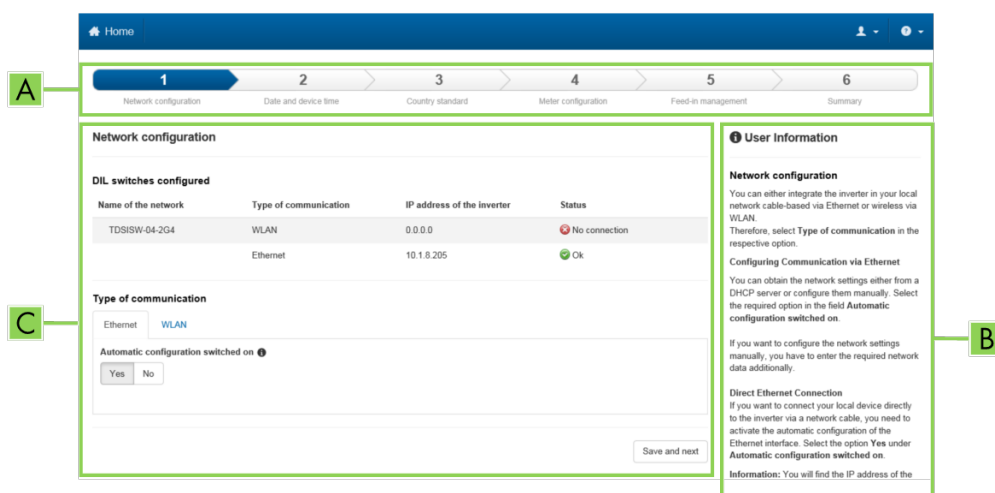 Home
A
1 2 3 4 5 6
Network configuration Date and device time Country standard Meter configuration Feed-in management Summary
Network configuration
DIL switches configured
Name of the network Type of communication IP address of the inverter Status
TDSISW-04-2G4 WLAN 0.0.0.0 No connection
Ethernet 10.1.8.205 Ok
Type of communication
C
Ethernet WLAN
Automatic configuration switched on
Yes No
Save and next
User Information
Network configuration
You can either integrate the inverter in your local
network cable-based via Ethernet or wireless via
WLAN.
Therefore, select Type of communication in the
respective option.
Configuring Communication via Ethernet
You can obtain the network settings either from a
DHCP server or configure them manually. Select
the required option in the field Automatic
configuration switched on.
B
If you want to configure the network settings
manually, you have to enter the required network
data additionally.
Direct Ethernet Connection
If you want to connect your local device directly
to the inverter via a network cable, you need to
activate the automatic configuration of the
Ethernet interface. Select the option Yes under
Automatic configuration switched on.
Information: You will find the IP address of the